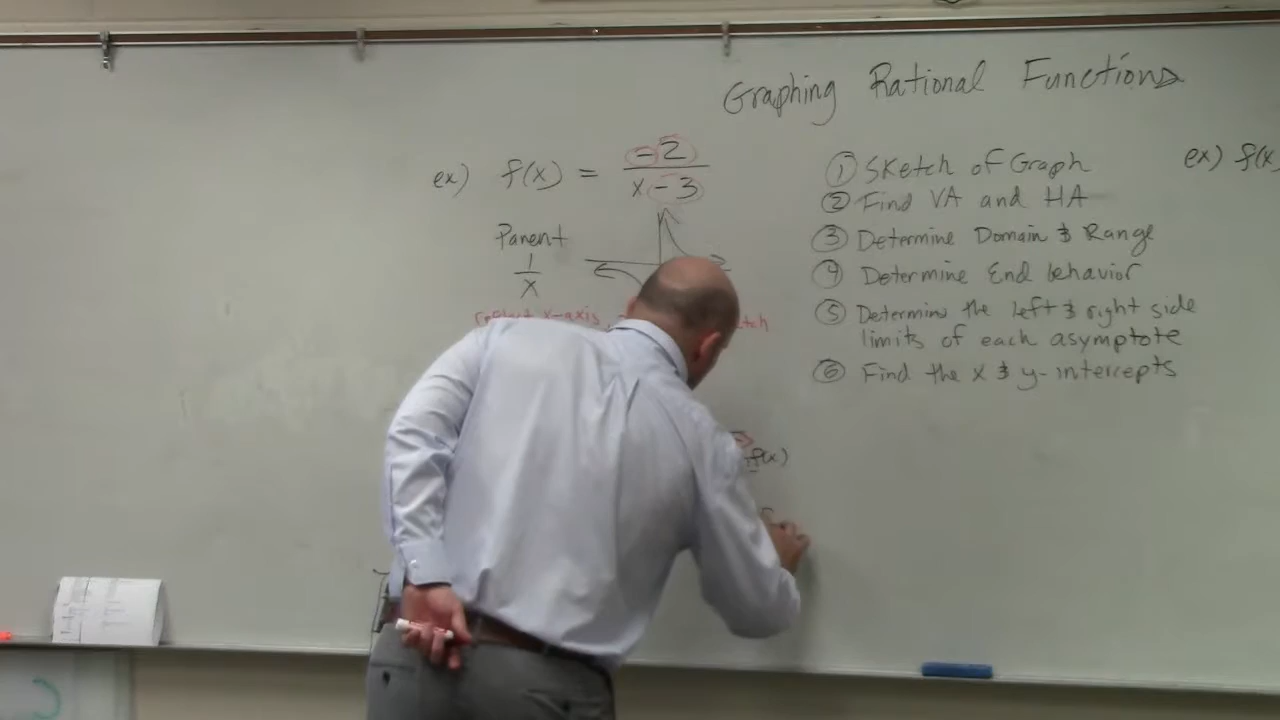 Graphing Rational Functions
ex) f(x) = -2 / x - 3
Parent
1 / x
Reflect x-axis
① Sketch of Graph
② Find VA and HA
③ Determine Domain & Range
④ Determine End behavior
⑤ Determine the left & right side
limits of each asymptote
⑥ Find the x & y-intercepts
f(x)
ex) f(x